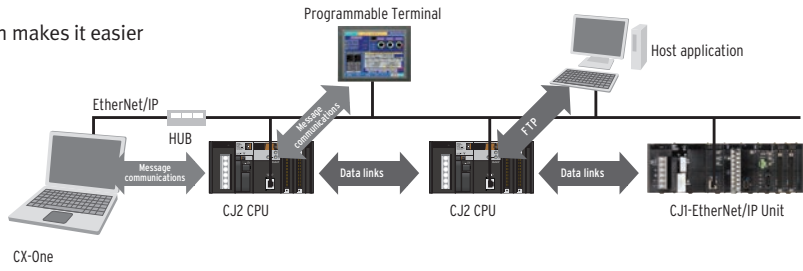 Programmable Terminal
makes it easier
Host application
EtherNet/IP
HUB
Message
communications
FTP
Message
communications
Data links
Data links
CJ2 CPU
CJ2 CPU
CJ1-EtherNet/IP Unit
CX-One